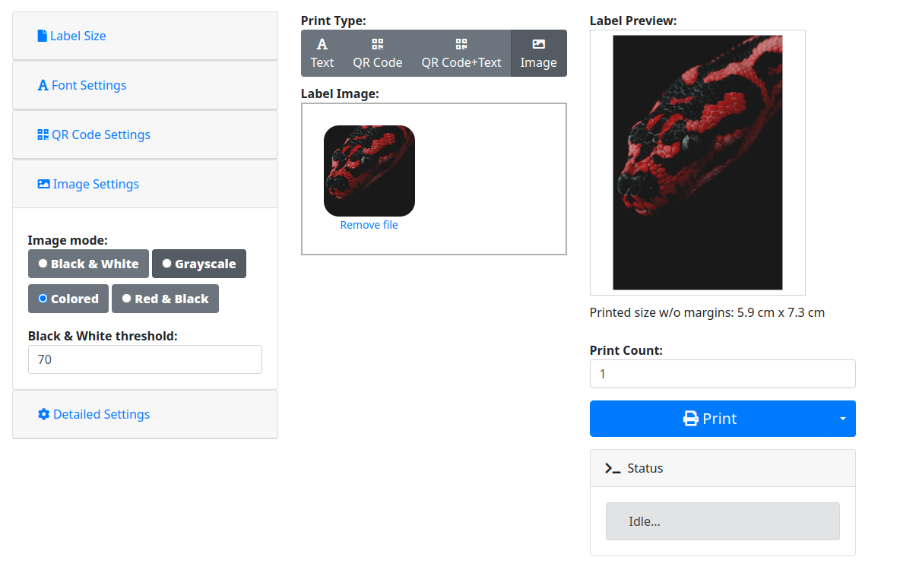 Label Size
Font Settings
QR Code Settings
Image Settings
Image mode:
Black & White
Grayscale
Colored
Red & Black
Black & White threshold:
70
Detailed Settings
Print Type:
Text
QR Code
QR Code+Text
Image
Label Image:
Remove file
Label Preview:
Printed size w/o margins: 5.9 cm x 7.3 cm
Print Count:
1
Print
Status
Idle...